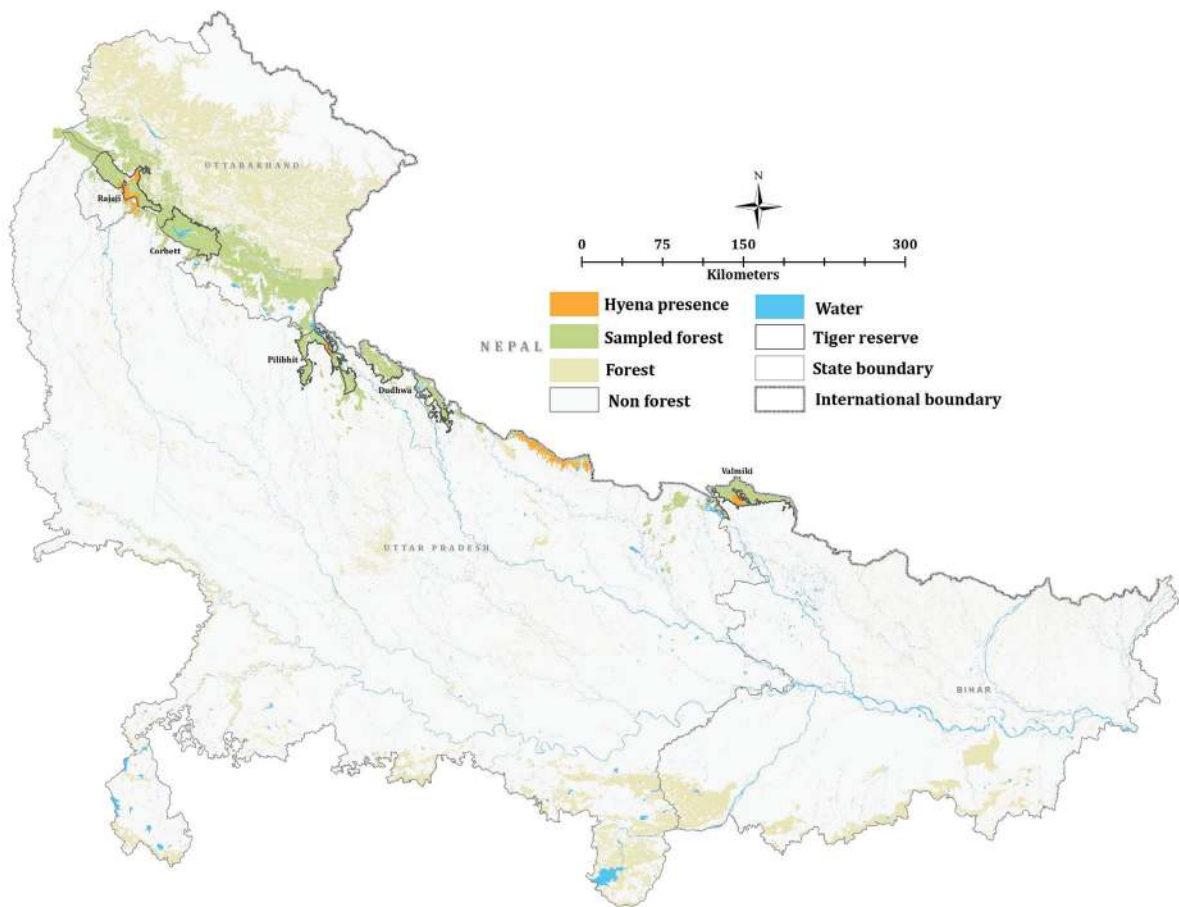 UTTARAKHAND
Rajaji
Corbett
N
0 75 150 300
Kilometers
Hyena presence
Sampled forest
Forest
Non forest
Water
Tiger reserve
State boundary
International boundary
NEPAL
Pilibhit
Dudhwa
Valmiki
UTTAR PRADESH
BIHAR